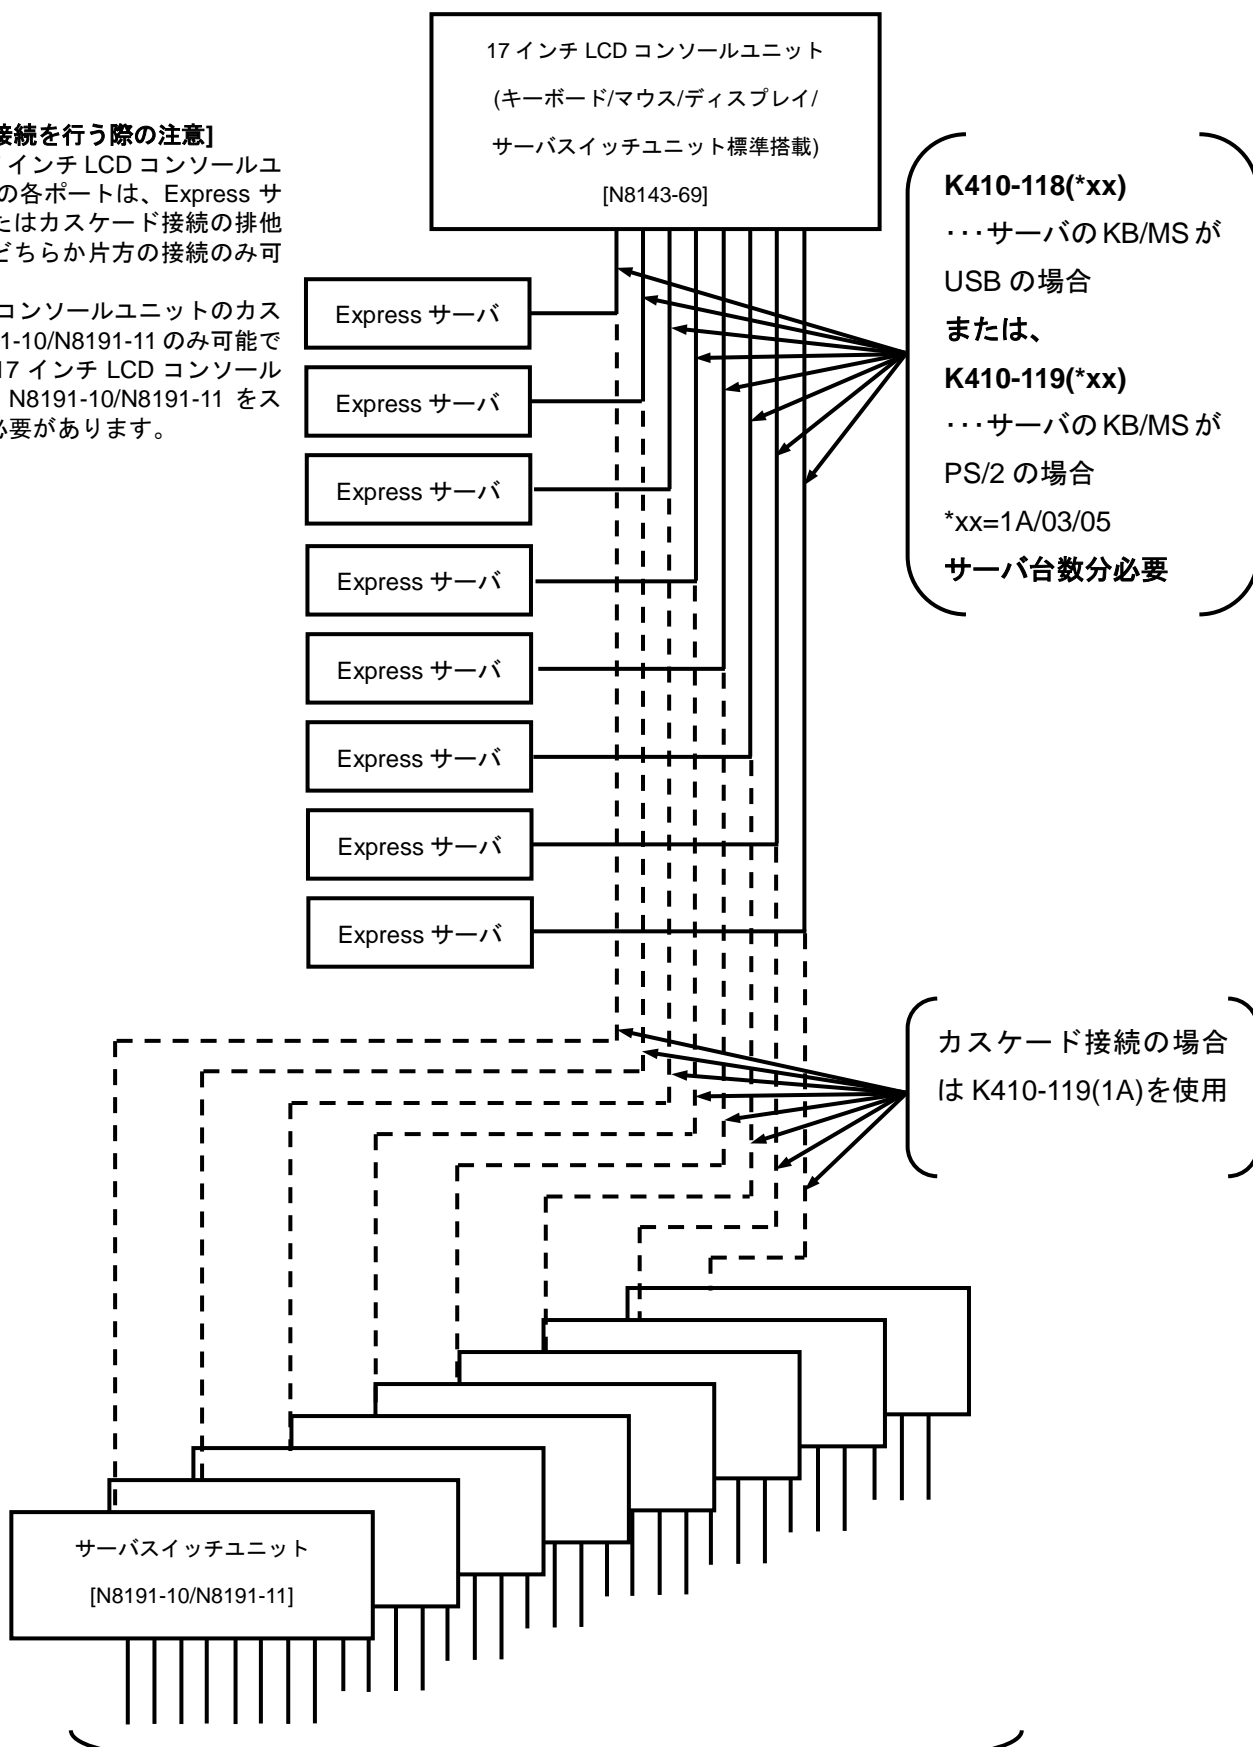 17 インチ LCD コンソールユニット
(キーボード/マウス/ディスプレイ/
サーバスイッチユニット標準搭載)
[N8143-69]
接続を行う際の注意]
インチ LCD コンソールユ
の各ポートは、Express サ
たはカスケード接続の排他
どちらか片方の接続のみ可
コンソールユニットのカス
91-10/N8191-11 のみ可能で
17 インチ LCD コンソール
N8191-10/N8191-11 をス
必要があります。
K410-118(*xx)
･･･サーバの KB/MS が
USB の場合
または、
K410-119(*xx)
･･･サーバの KB/MS が
PS/2 の場合
*xx=1A/03/05
サーバ台数分必要
Express サーバ
Express サーバ
Express サーバ
Express サーバ
Express サーバ
Express サーバ
Express サーバ
Express サーバ
カスケード接続の場合
は K410-119(1A)を使用
サーバスイッチユニット
[N8191-10/N8191-11]